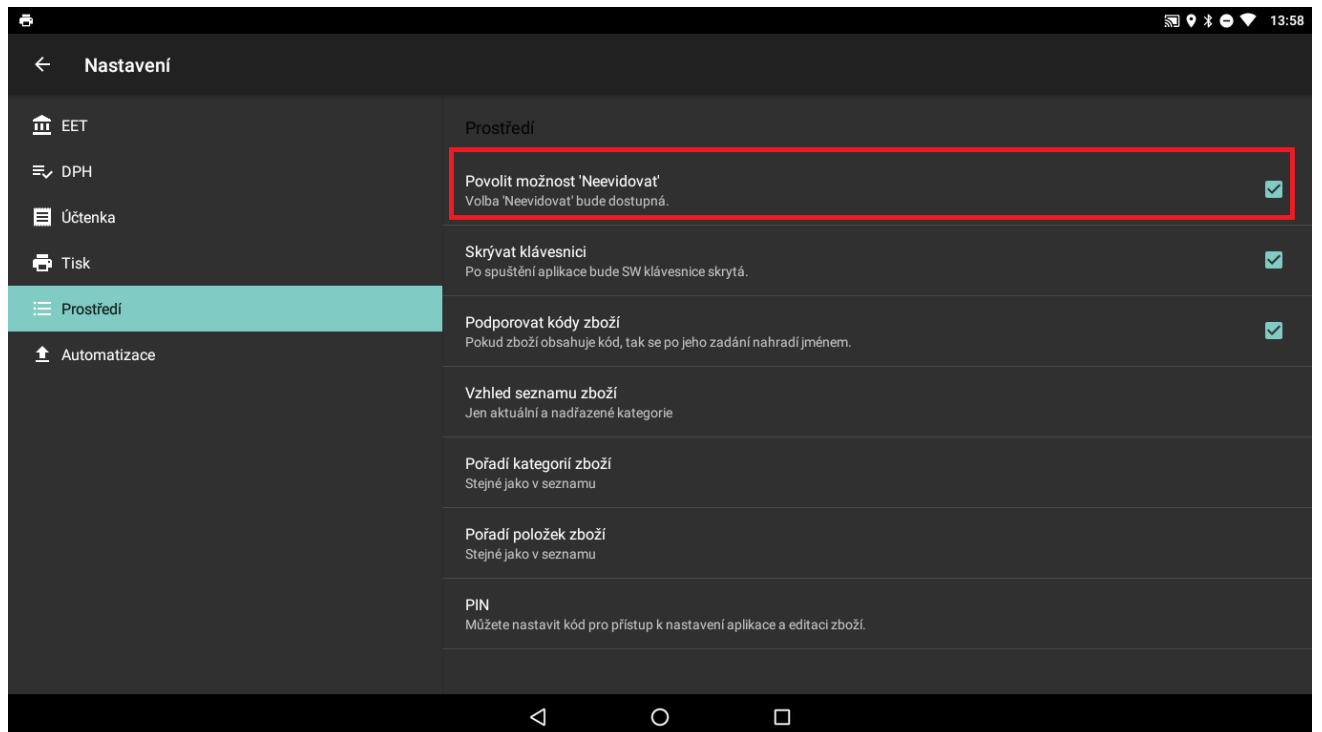 13:58
Nastavení
EET
DPH
Účtenka
Tisk
Prostředí
Automatizace
Prostředí
Povolit možnost 'Neevidovat'
Volba 'Neevidovat' bude dostupná.
Skrývat klávesnici
Po spuštění aplikace bude SW klávesnice skrytá.
Podporovat kódy zboží
Pokud zboží obsahuje kód, tak se po jeho zadání nahradí jménem.
Vzhled seznamu zboží
Jen aktuální a nadřazené kategorie
Pořadí kategorií zboží
Stejné jako v seznamu
Pořadí položek zboží
Stejné jako v seznamu
PIN
Můžete nastavit kód pro přístup k nastavení aplikace a editaci zboží.